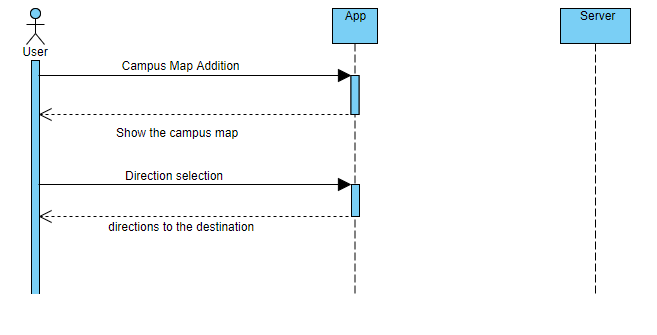 App
Server
User
Campus Map Addition
Show the campus map
Direction selection
directions to the destination